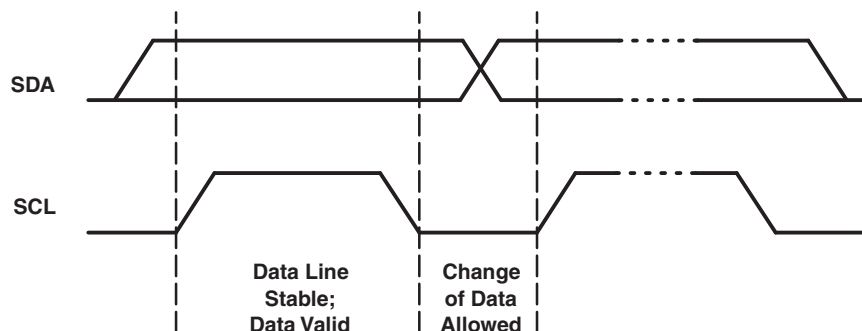 SDA
SCL
Data Line
Stable;
Data Valid
Change
of Data
Allowed